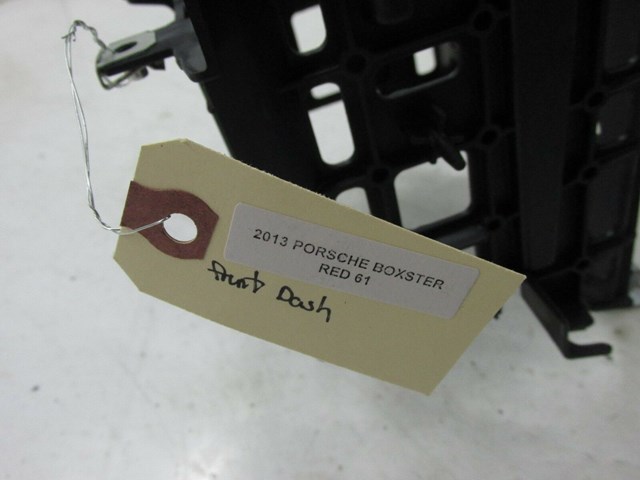 2013 PORSCHE BOXSTER
RED 61
Front Dash